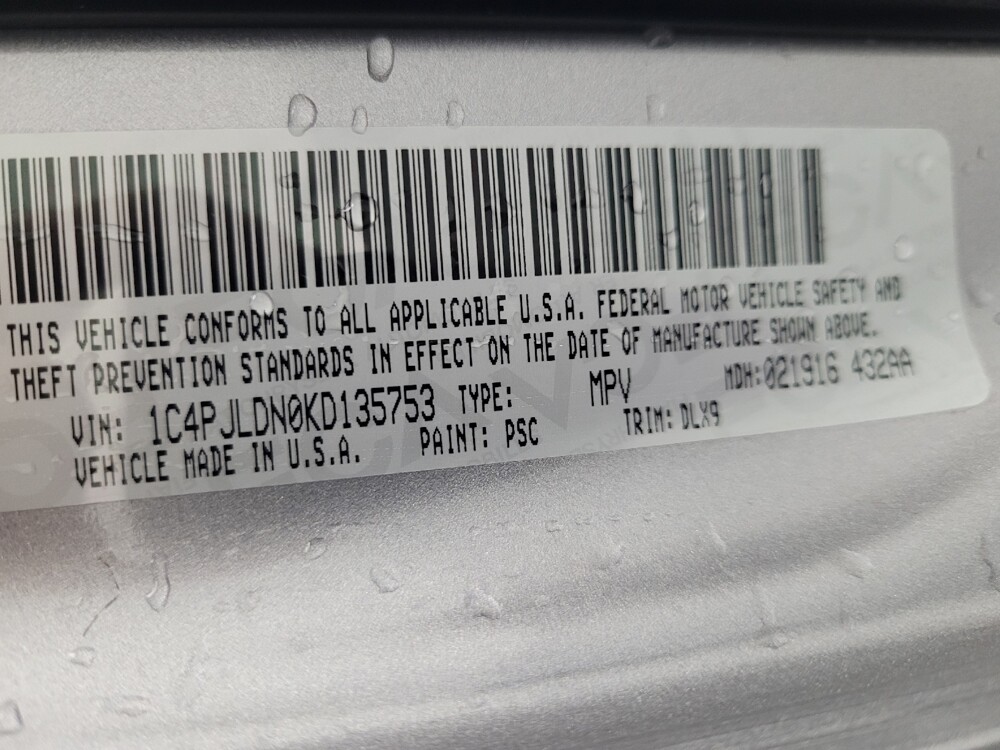 THIS VEHICLE CONFORMS TO ALL APPLICABLE U.S.A. FEDERAL MOTOR VEHICLE SAFETY AND
THEFT PREVENTION STANDARDS IN EFFECT ON THE DATE OF MANUFACTURE SHOWN ABOVE.
VIN: 1C4PJLDN0KD135753 TYPE: MPV MDH:021916 432AA
VEHICLE MADE IN U.S.A. PAINT: PSC TRIM: DLX9